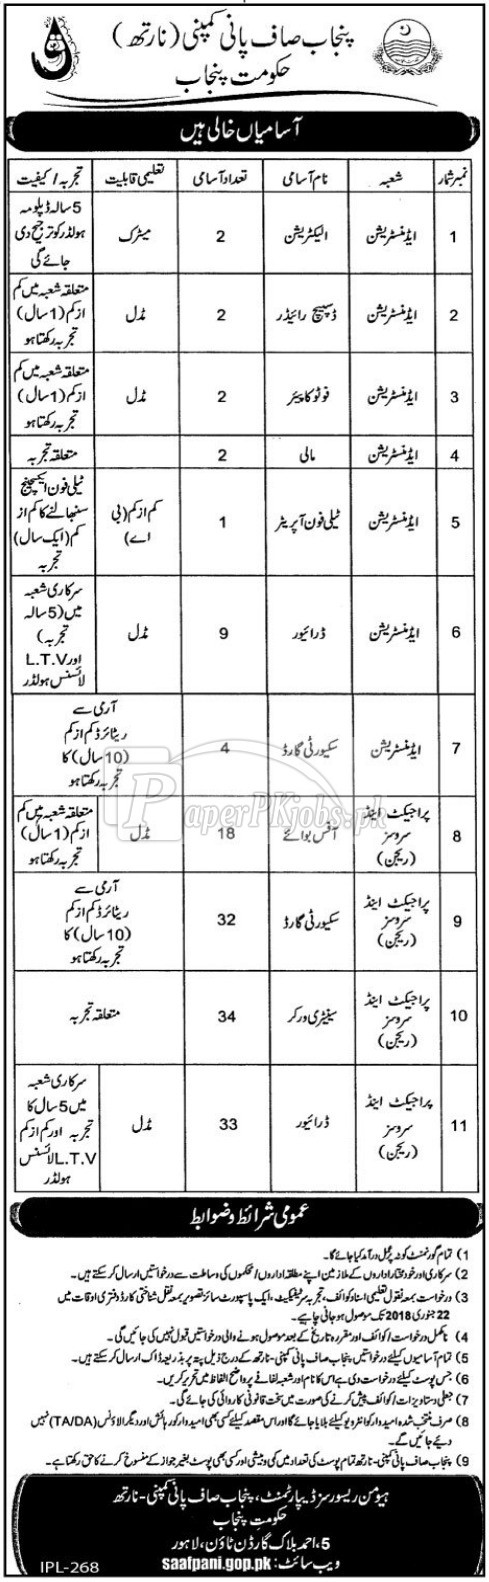 پنجاب صاف پانی کمپنی (نارتھ)
حکومت پنجاب
آسامیاں خالی ہیں
نمبر شمار شعبہ نام آسامی تعداد آسامی تعلیمی قابلیت تجربہ / کیفیت
1 ایڈمنسٹریشن الیکٹریشن 2 میٹرک 5 سالہ ڈپلومہ
ہولڈر کو ترجیح دی
جائے گی
2 ایڈمنسٹریشن ڈسپیچ رائیڈر 2 مڈل متعلقہ شعبہ میں کم
از کم (1 سال)
تجربہ رکھتا ہو
3 ایڈمنسٹریشن فوٹو کاپیئر 2 مڈل متعلقہ شعبہ میں کم
از کم (1 سال)
تجربہ رکھتا ہو
4 ایڈمنسٹریشن مالی 2 متعلقہ تجربہ
5 ایڈمنسٹریشن ٹیلی فون آپریٹر 1 کم از کم (بی
اے) ٹیلی فون ایکسچینج
سنبھالنے کا کم از
کم (ایک سال)
تجربہ
6 ایڈمنسٹریشن ڈرائیور 9 مڈل سرکاری شعبہ
میں (5 سالہ
تجربہ)
اور L.T.V
لائسنس ہولڈر
7 ایڈمنسٹریشن سکیورٹی گارڈ 4 آرمی سے
ریٹائرڈ کم از کم
(10 سال) کا
تجربہ رکھتا ہو
PaperPKjobs.pk
8 پراجیکٹ اینڈ
سروسز
(ریجن) آفس بوائے 18 مڈل متعلقہ شعبہ میں کم
از کم (1 سال)
تجربہ رکھتا ہو
9 پراجیکٹ اینڈ
سروسز
(ریجن) سکیورٹی گارڈ 32 آرمی سے
ریٹائرڈ کم از کم
(10 سال) کا
تجربہ رکھتا ہو
10 پراجیکٹ اینڈ
سروسز
(ریجن) سینٹری ورکر 34 متعلقہ تجربہ
11 پراجیکٹ اینڈ
سروسز
(ریجن) ڈرائیور 33 مڈل سرکاری شعبہ
میں 5 سال کا
تجربہ اور کم از کم
L.T.V لائسنس
ہولڈر
عمومی شرائط و ضوابط
1) تمام گورنمنٹ کوٹہ پر عمل درآمد کیا جائے گا۔
2) سرکاری اور خودمختار اداروں کے ملازمین اپنے متعلقہ اداروں / محکموں کی وساطت سے درخواستیں ارسال کر سکتے ہیں۔
3) درخواست بمعہ نقول تعلیمی اسناد کوائف، تجربہ سرٹیفکیٹ، ایک پاسپورٹ سائز تصویر بمعہ نقل شناختی کارڈ دفتری اوقات میں
22 جنوری 2018 تک موصول ہو جانی چاہیے۔
4) نامکمل درخواست / کوائف اور مقررہ تاریخ کے بعد موصول ہونے والی درخواستیں قبول نہیں کی جائیں گی۔
5) تمام آسامیوں کیلئے درخواستیں پنجاب صاف پانی کمپنی-نارتھ کے درج ذیل پتہ پر بذریعہ ڈاک ارسال کر سکتے ہیں۔
6) جس پوسٹ کیلئے درخواست دی ہے اس کا نام اور شعبہ لفافے پر واضح الفاظ میں تحریر کریں۔
7) جعلی دستاویزات / کوائف پیش کرنے کی صورت میں سخت قانونی کاروائی کی جائے گی۔
8) صرف منتخب شدہ امیدوار کو انٹرویو کیلئے بلایا جائے گا اور اس مقصد کیلئے کسی بھی امیدوار کو رہائش اور دیگر الاؤنس (TA/DA) نہیں
دیئے جائیں گے۔
9) پنجاب صاف پانی کمپنی-نارتھ تمام پوسٹ کی تعداد میں کمی و بیشی اور کسی بھی پوسٹ بغیر جواز کے منسوخ کرنے کا حق رکھتا ہے۔
ہیومن ریسورسز ڈیپارٹمنٹ، پنجاب صاف پانی کمپنی-نارتھ
حکومت پنجاب
5، احمد بلاک گارڈن ٹاؤن، لاہور
ویب سائٹ: saafpani.gop.pk
IPL-268